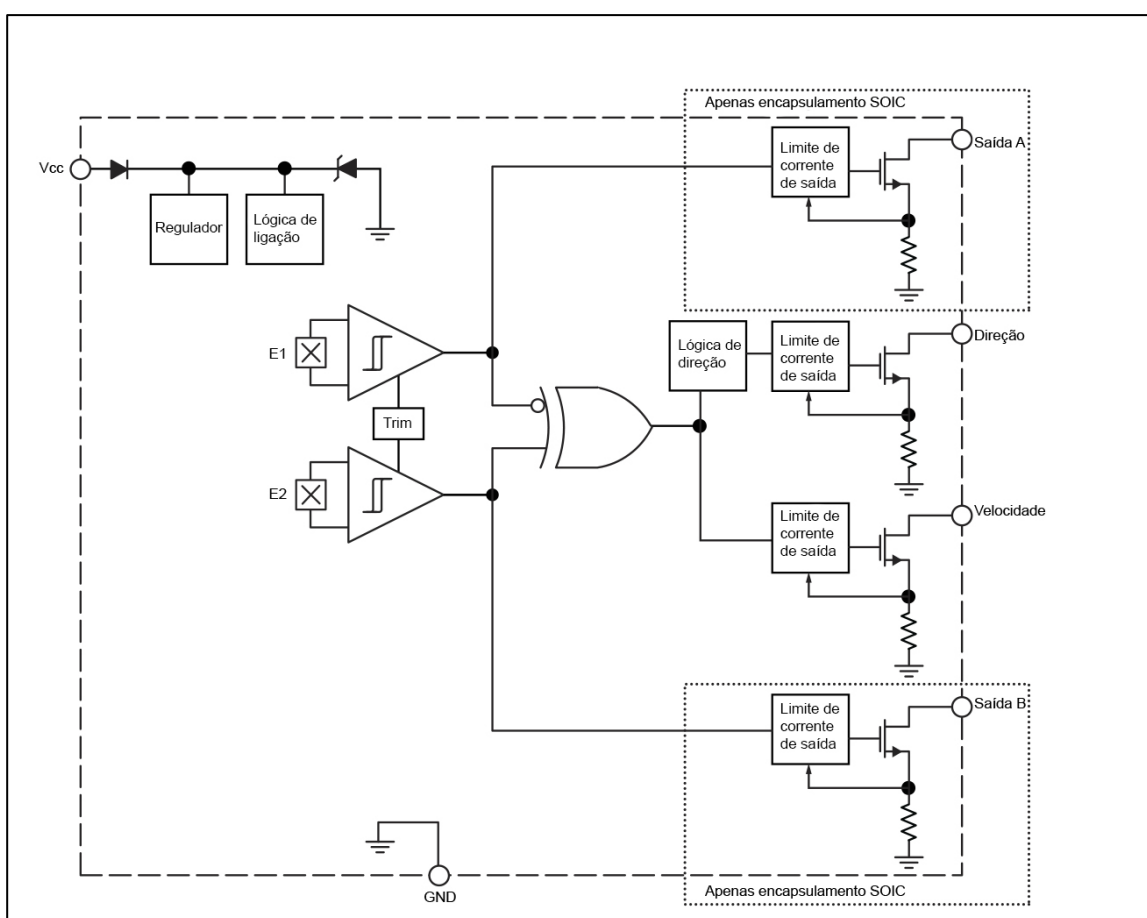 Apenas encapsulamento SOIC
Vcc
Regulador
Lógica de
ligação
Limite de
corrente
de saída
Saída A
E1
Trim
E2
Lógica de
direção
Limite de
corrente
de saída
Direção
Limite de
corrente
de saída
Velocidade
Limite de
corrente
de saída
Saída B
GND
Apenas encapsulamento SOIC